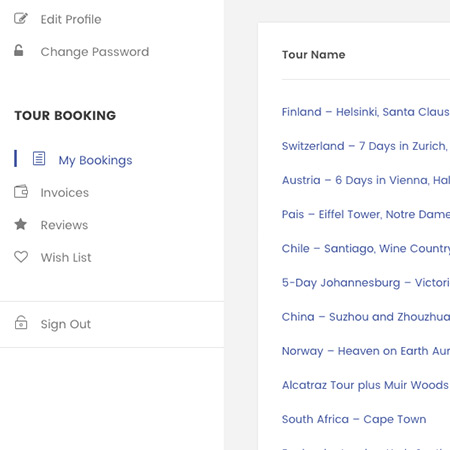 Edit Profile
Change Password
TOUR BOOKING
My Bookings
Invoices
Reviews
Wish List
Sign Out
Tour Name
Finland – Helsinki, Santa Claus
Switzerland – 7 Days in Zurich,
Austria – 6 Days in Vienna, Hal
Pais – Eiffel Tower, Notre Dame
Chile – Santiago, Wine Country
5-Day Johannesburg – Victori
China – Suzhou and Zhouzhua
Norway – Heaven on Earth Aur
Alcatraz Tour plus Muir Woods
South Africa – Cape Town